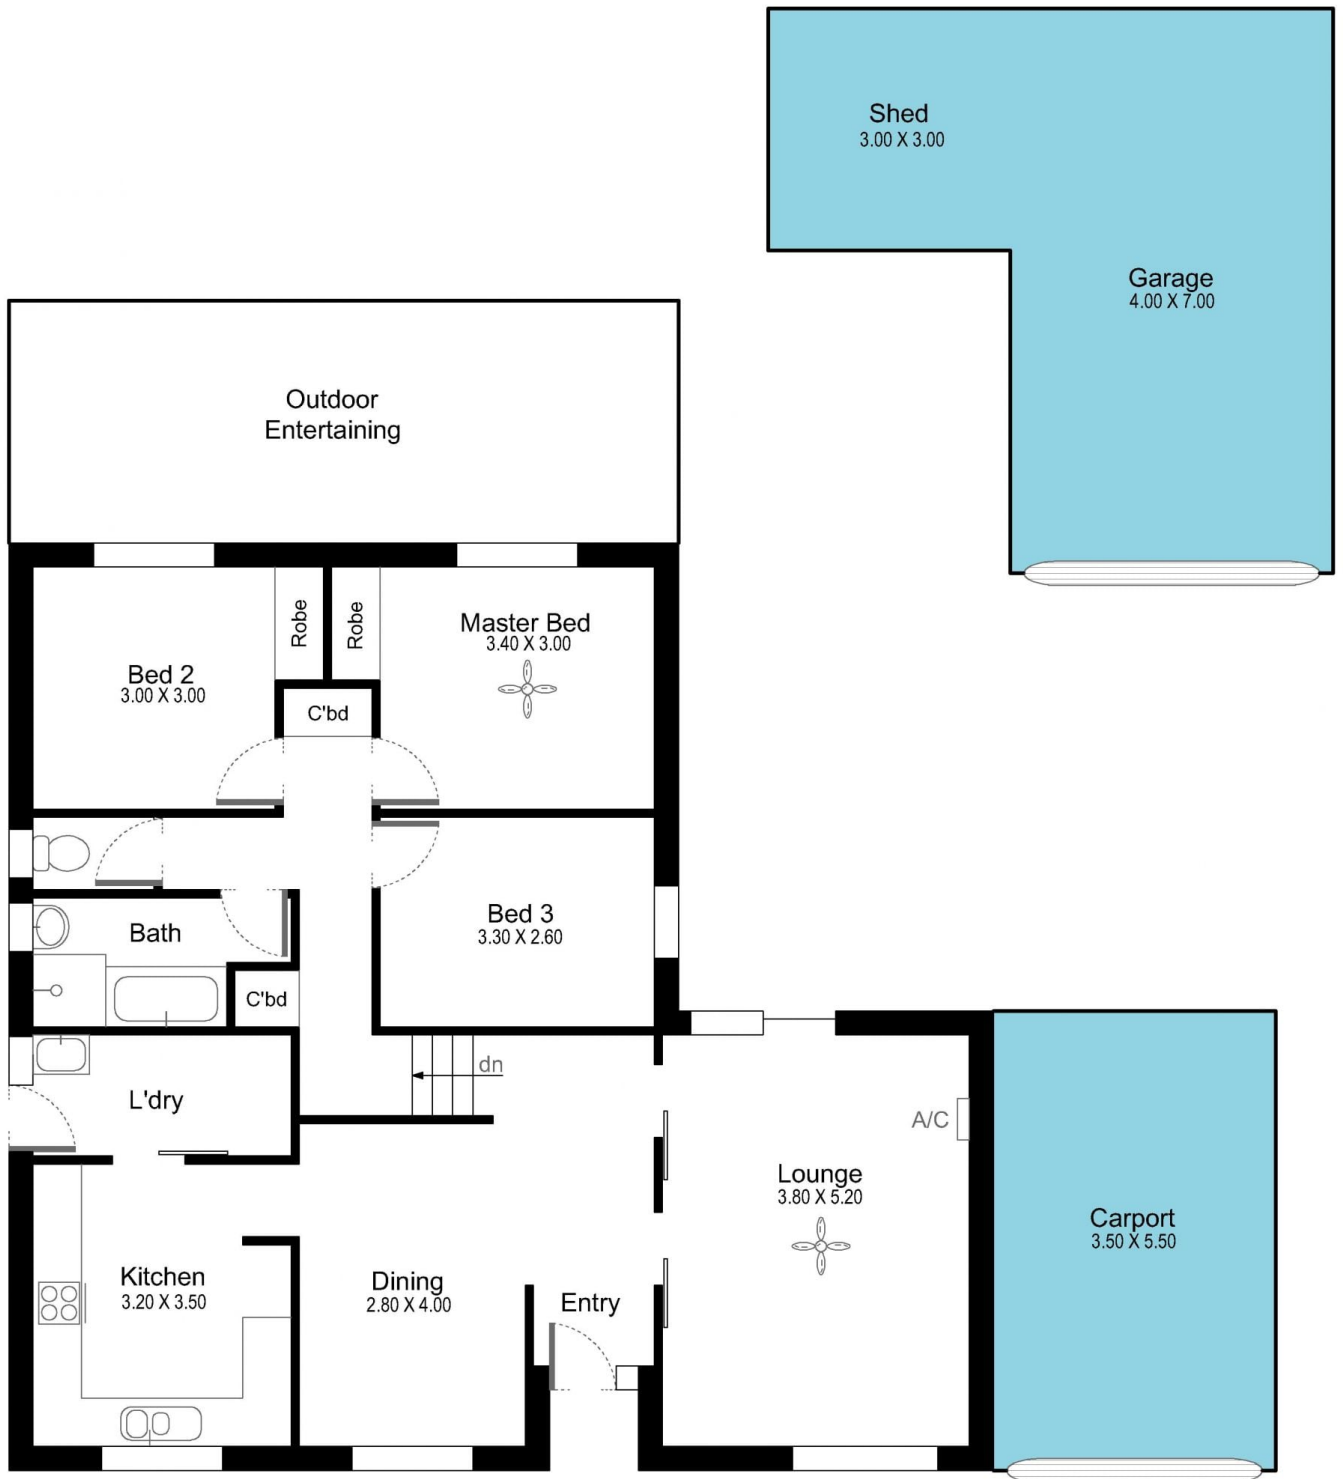 Shed
3.00 X 3.00
Garage
4.00 X 7.00
Outdoor
Entertaining
Robe
Robe
Master Bed
3.40 X 3.00
Bed 2
3.00 X 3.00
C'bd
Bed 3
3.30 X 2.60
Bath
C'bd
dn
L'dry
A/C
Lounge
3.80 X 5.20
Carport
3.50 X 5.50
Kitchen
3.20 X 3.50
Dining
2.80 X 4.00
Entry